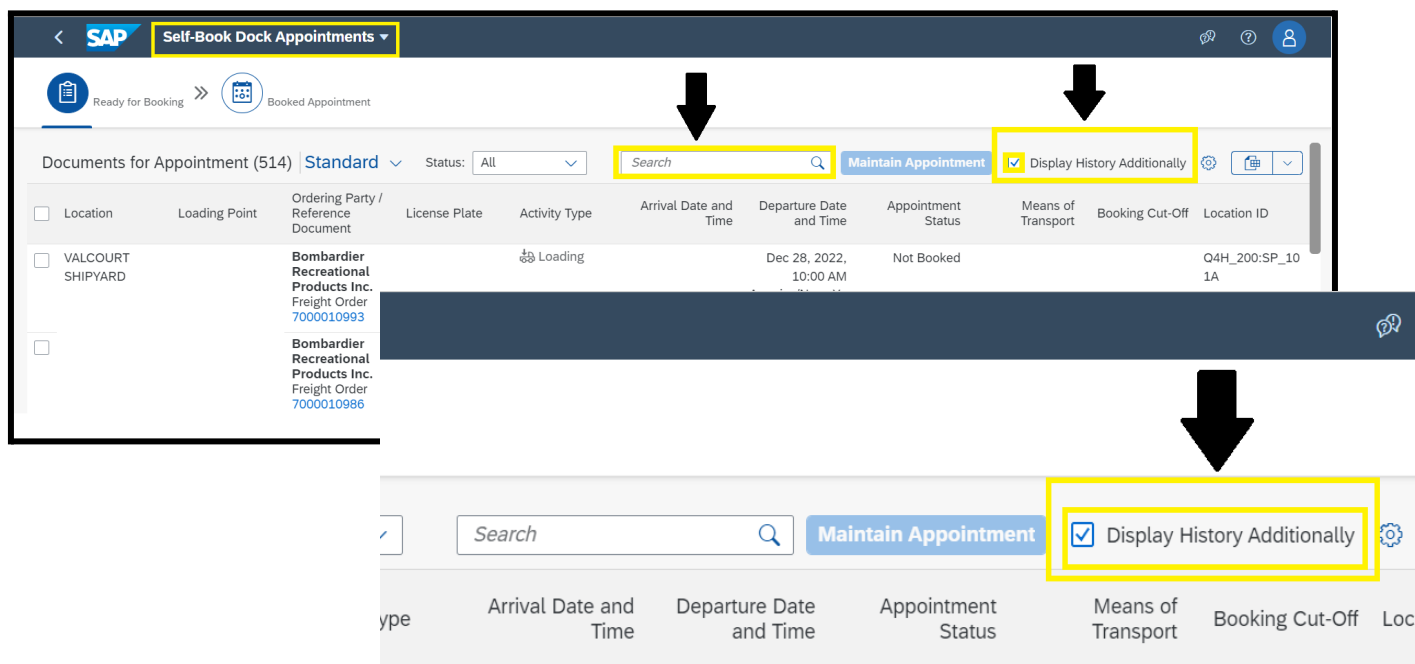 SAP Self-Book Dock Appointments
Ready for Booking
Booked Appointment
Documents for Appointment (514) Standard Status: All Search Maintain Appointment Display History Additionally
Location Loading Point Ordering Party / Reference Document License Plate Activity Type Arrival Date and Time Departure Date and Time Appointment Status Means of Transport Booking Cut-Off Location ID
VALCOURT SHIPYARD
Bombardier
Recreational
Products Inc.
Freight Order
7000010993
Loading
Dec 28, 2022,
10:00 AM
Not Booked
Q4H_200:SP_10
1A
Bombardier
Recreational
Products Inc.
Freight Order
7000010986
Search Maintain Appointment Display History Additionally
ype Arrival Date and Time Departure Date and Time Appointment Status Means of Transport Booking Cut-Off Loc